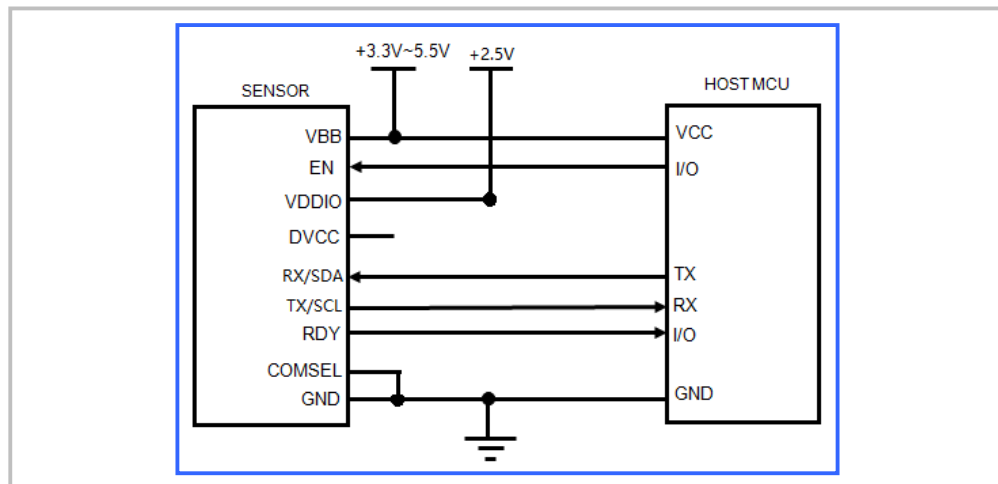 +3.3V~5.5V
+2.5V
SENSOR
HOST MCU
VBB
VCC
EN
I/O
VDDIO
DVCC
RX/SDA
TX
TX/SCL
RX
RDY
I/O
COMSEL
GND
GND